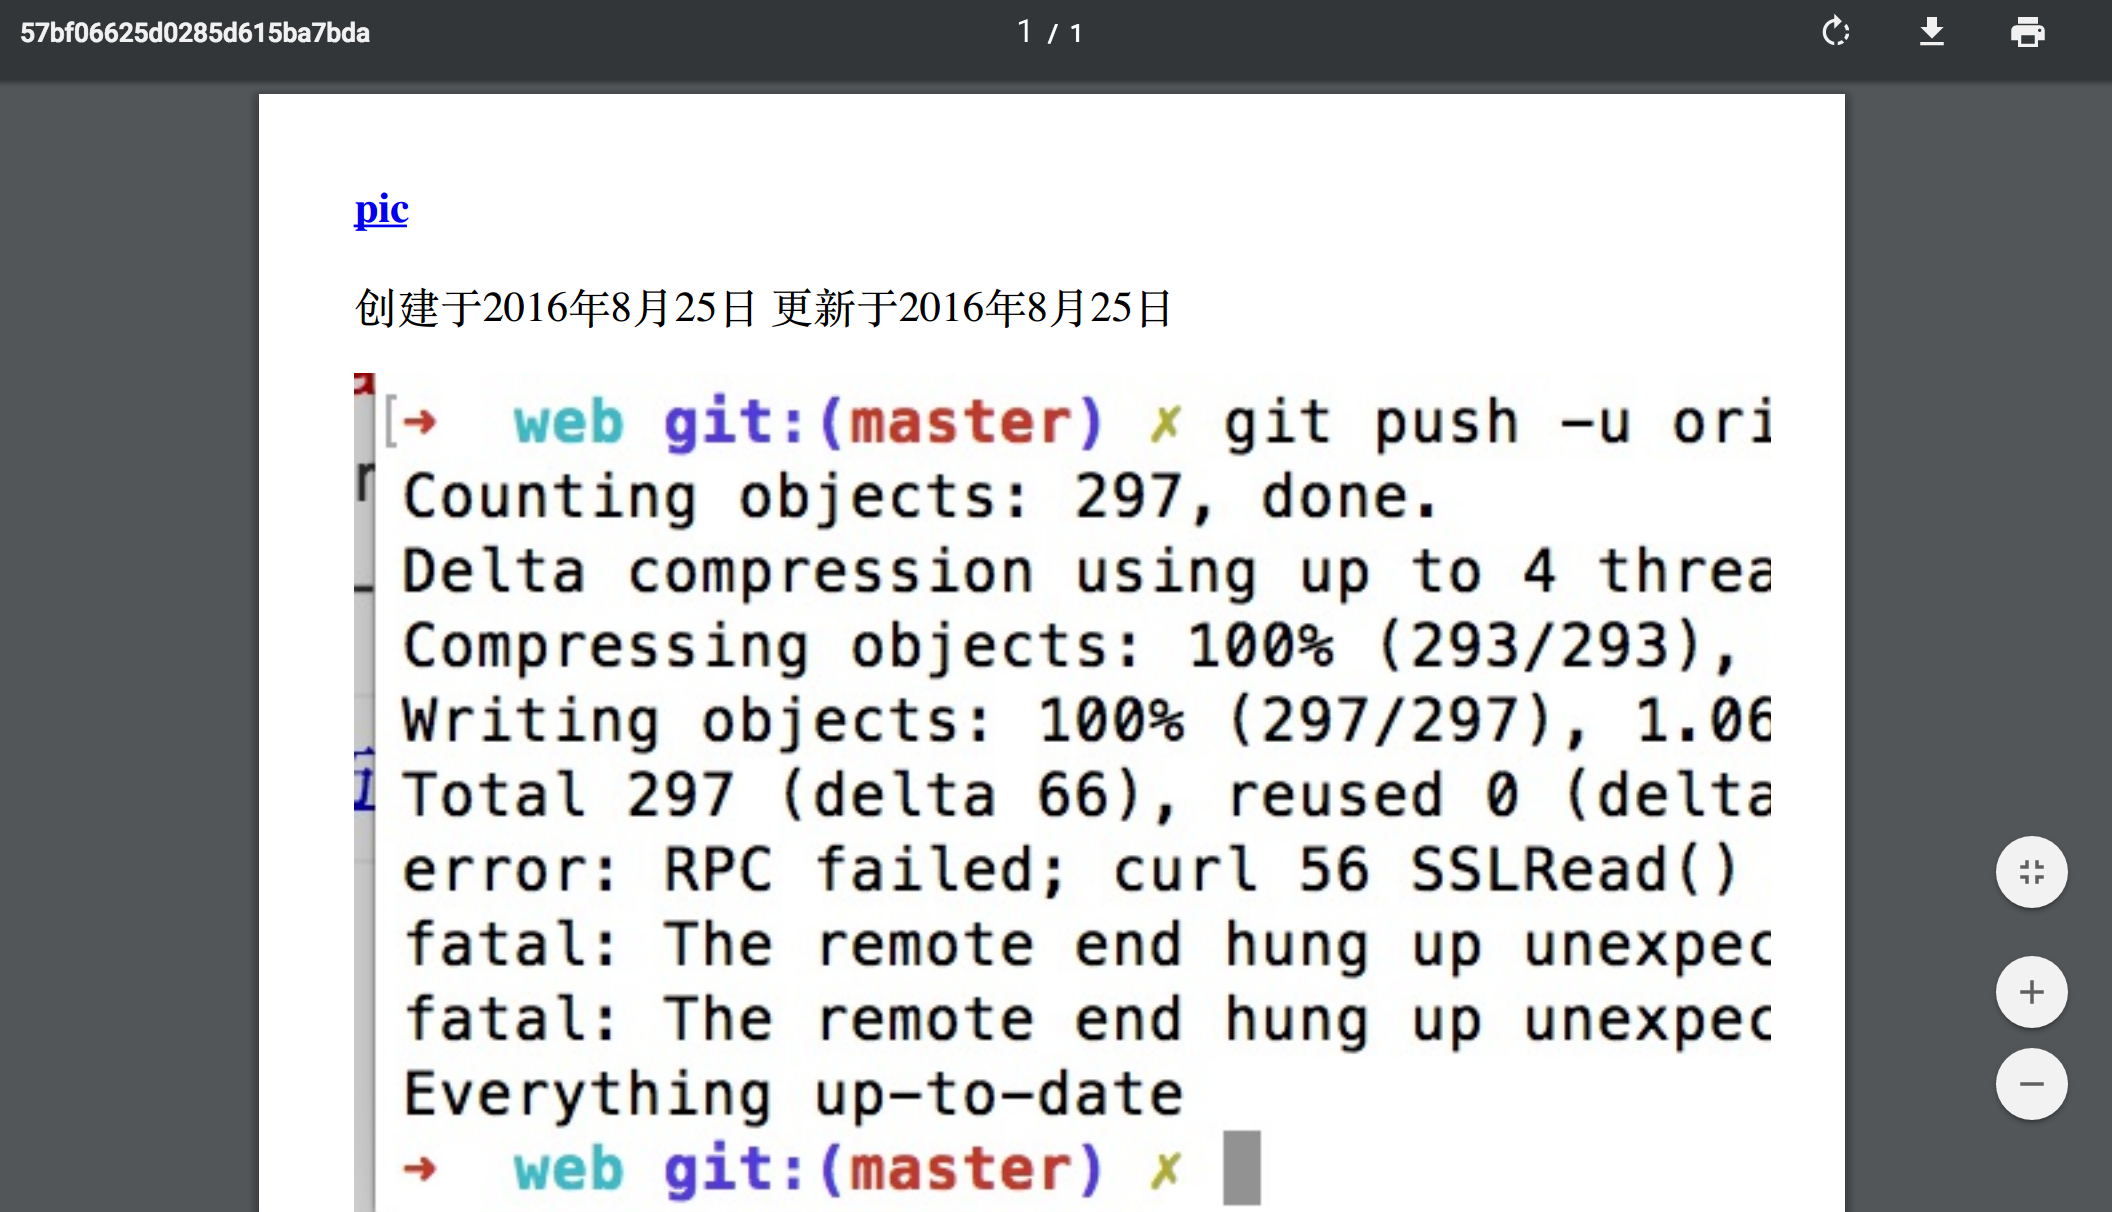 57bf06625d0285d615ba7bda
1 / 1
pic
创建于2016年8月25日 更新于2016年8月25日
[➜ web git:(master) ✗ git push -u ori
Counting objects: 297, done.
Delta compression using up to 4 threa
Compressing objects: 100% (293/293),
Writing objects: 100% (297/297), 1.06
Total 297 (delta 66), reused 0 (delta
error: RPC failed; curl 56 SSLRead()
fatal: The remote end hung up unexpec
fatal: The remote end hung up unexpec
Everything up-to-date
➜ web git:(master) ✗